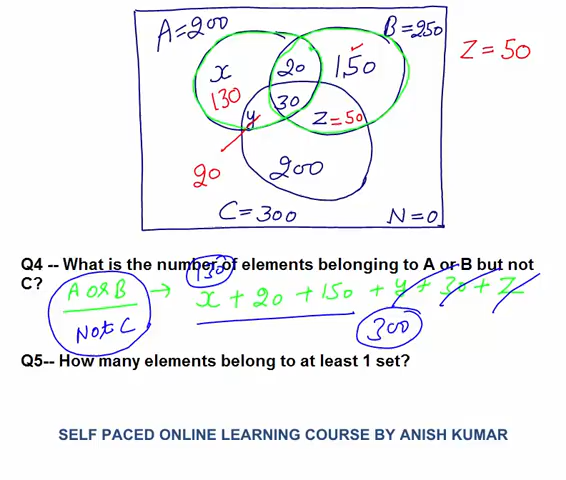 A=200
B=250
Z=50
x
20
150
130
30
y
Z=50
20
200
C=300
N=0
Q4 -- What is the number of elements belonging to A or B but not
C?
130
A or B → x + 20 + 150 + y + 30 + Z
Not C
300
Q5-- How many elements belong to at least 1 set?
SELF PACED ONLINE LEARNING COURSE BY ANISH KUMAR